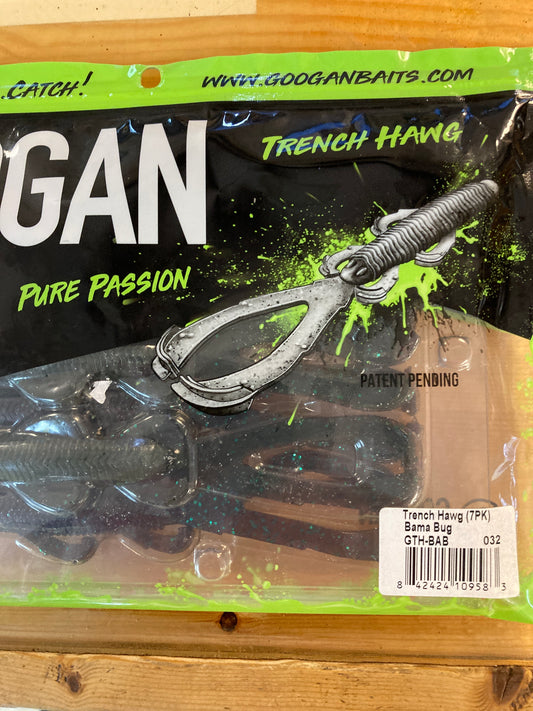 ..Catch!
WWW.GOOGANBAITS.COM
TRENCH HAWG
OGAN
PURE PASSION
PATENT PENDING
Trench Hawg (7PK)
Bama Bug
GTH-BAB 032
8 42424 10958 3